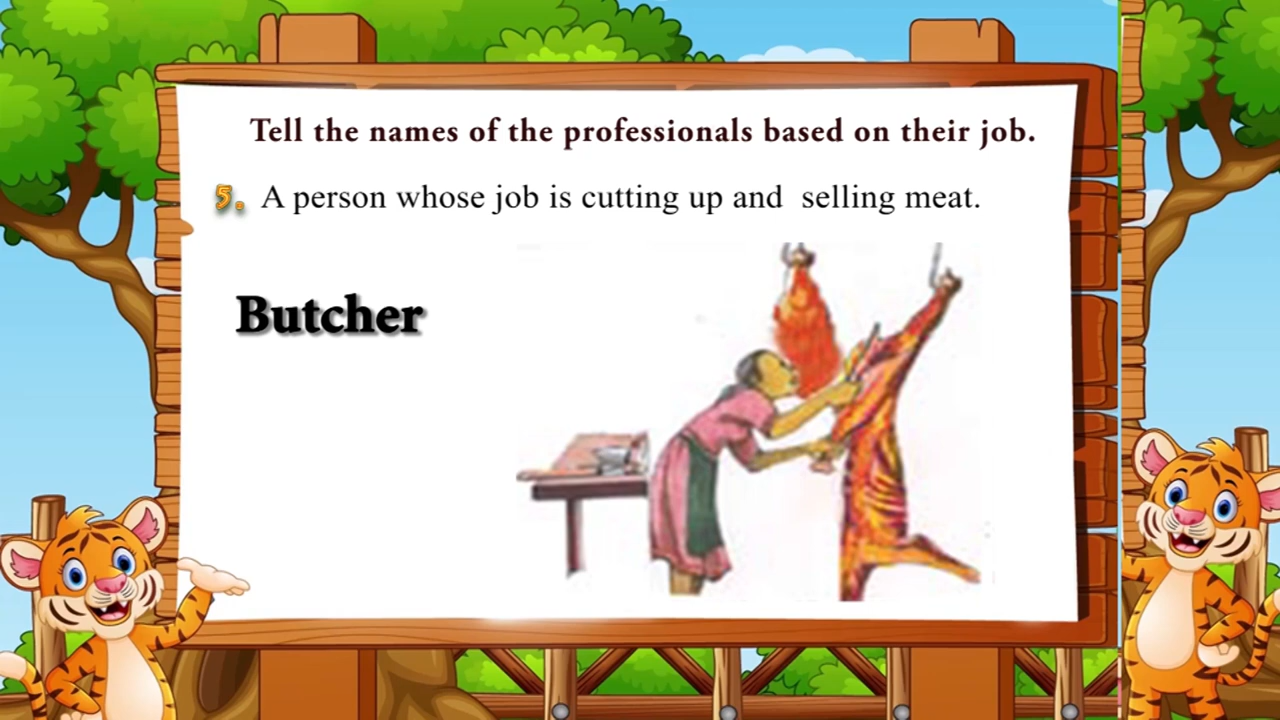 Tell the names of the professionals based on their job.
5. A person whose job is cutting up and selling meat.
Butcher